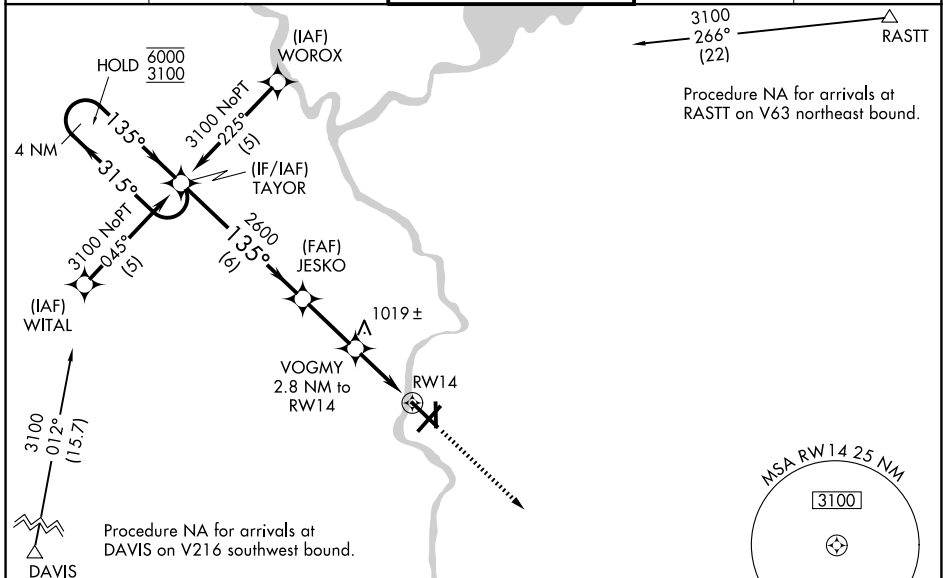 3100
266°
(22)
RASTT
Procedure NA for arrivals at
RASTT on V63 northeast bound.
(IAF)
WOROX
HOLD
6000
3100
3100 NoPT
225°
(5)
135°
4 NM
315°
(IF/IAF)
TAYOR
3100 NoPT
045°
(5)
2600
135°
(6)
(FAF)
JESKO
(IAF)
WITAL
1019 ±
VOGMY
2.8 NM to
RW14
RW14
3100
012°
(15.7)
MSA RW14 25 NM
3100
Procedure NA for arrivals at
DAVIS on V216 southwest bound.
DAVIS